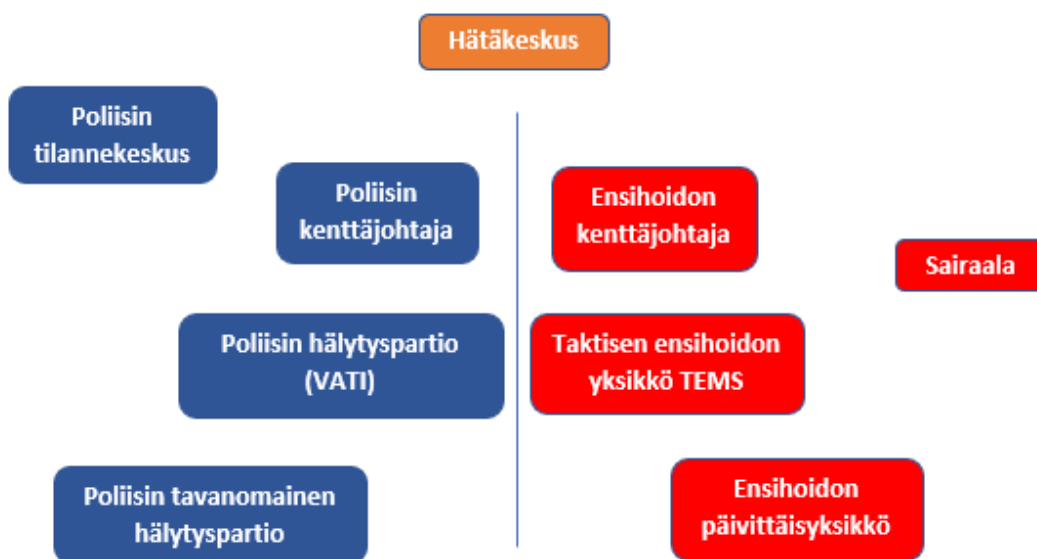 Hätäkeskus
Poliisin
tilannekeskus
Poliisin
kenttäjohtaja
Ensihoidon
kenttäjohtaja
Sairaala
Poliisin hälytyspartio
(VATI)
Taktisen ensihoidon
yksikkö TEMS
Poliisin tavanomainen
hälytyspartio
Ensihoidon
päivittäisyksikkö